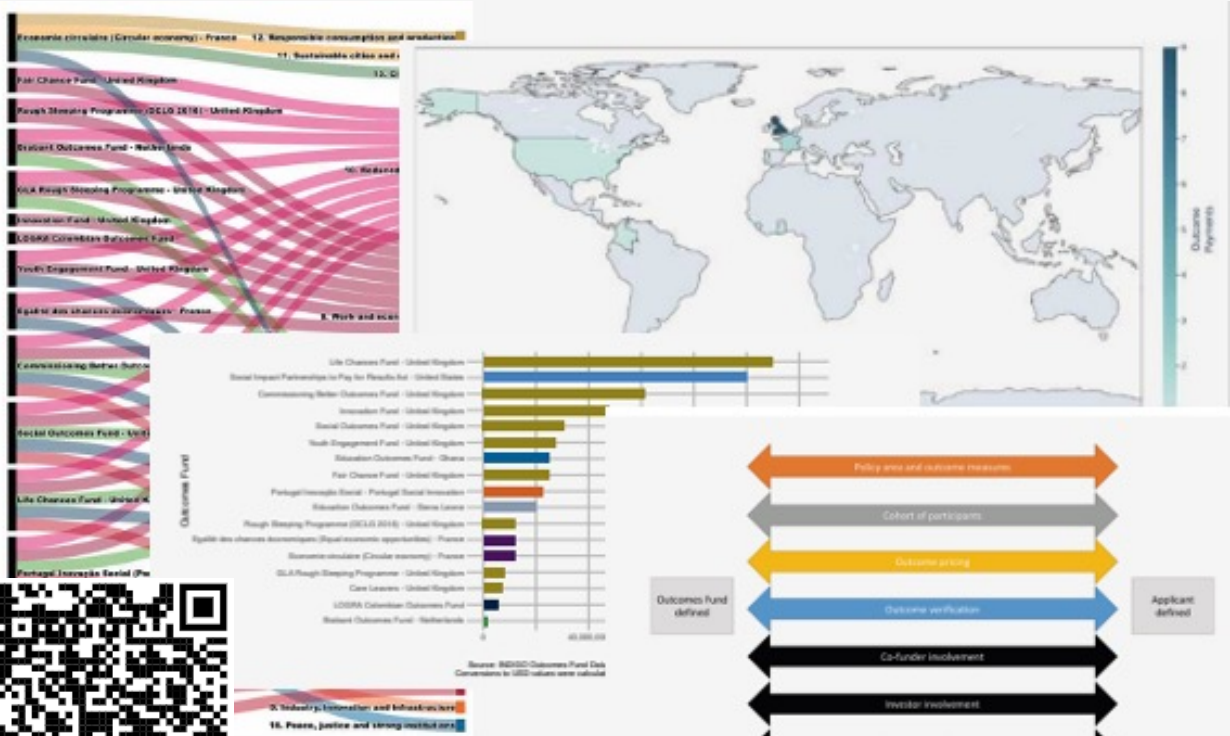 Economie circulaire (Circular economy) - France
12. Responsible consumption and production
11. Sustainable cities and
13. C
Fair Chance Fund - United Kingdom
Rough Sleeping Programme (DCLG 2016) - United Kingdom
Brabant Outcomes Fund - Netherlands
10. Reduced
GLA Rough Sleeping Programme - United Kingdom
Innovation Fund - United Kingdom
LOGRA Colombian Outcomes Fund
Youth Engagement Fund - United Kingdom
Egalité des chances économiques - France
8. Work and econ
Commissioning Better Outco
Social Outcomes Fund - Unit
Life Chances Fund - United K
Portugal Inovação Social (Po
9. Industry, Innovation and Infrastructure
16. Peace, justice and strong institutions
Outcome
Payments
Outcomes Fund
Life Chances Fund - United Kingdom
Social Impact Partnerships to Pay for Results Act - United States
Commissioning Better Outcomes Fund - United Kingdom
Innovation Fund - United Kingdom
Social Outcomes Fund - United Kingdom
Youth Engagement Fund - United Kingdom
Education Outcomes Fund - Ghana
Fair Chance Fund - United Kingdom
Portugal Inovação Social - Portugal Social Innovation
Education Outcomes Fund - Sierra Leone
Rough Sleeping Programme (DCLG 2016) - United Kingdom
Egalité des chances économiques (Equal economic opportunities) - France
Economie circulaire (Circular economy) - France
GLA Rough Sleeping Programme - United Kingdom
Care Leavers - United Kingdom
LOGRA Colombian Outcomes Fund
Brabant Outcomes Fund - Netherlands
0
Source: INDIGO Outcomes Fund Data
Conversions to USD values were calculat
Policy area and outcome measures
Cohort of participants
Outcome pricing
Outcomes Fund
defined
Outcome verification
Applicant
defined
Co-funder involvement
Investor involvement